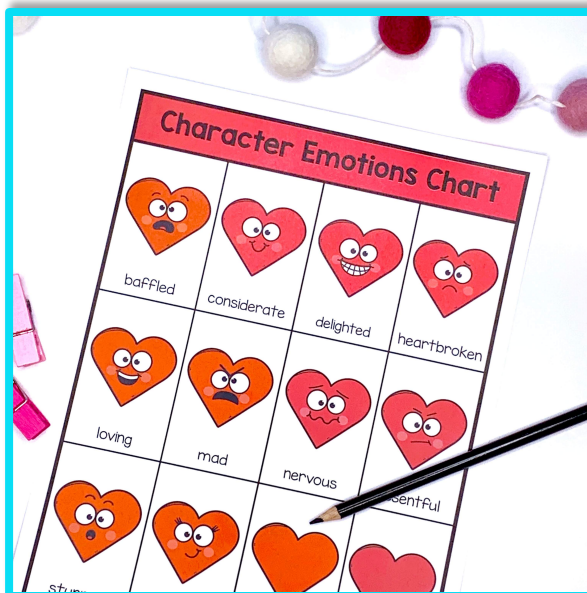 Character Emotions Chart
baffled
considerate
delighted
heartbroken
loving
mad
nervous